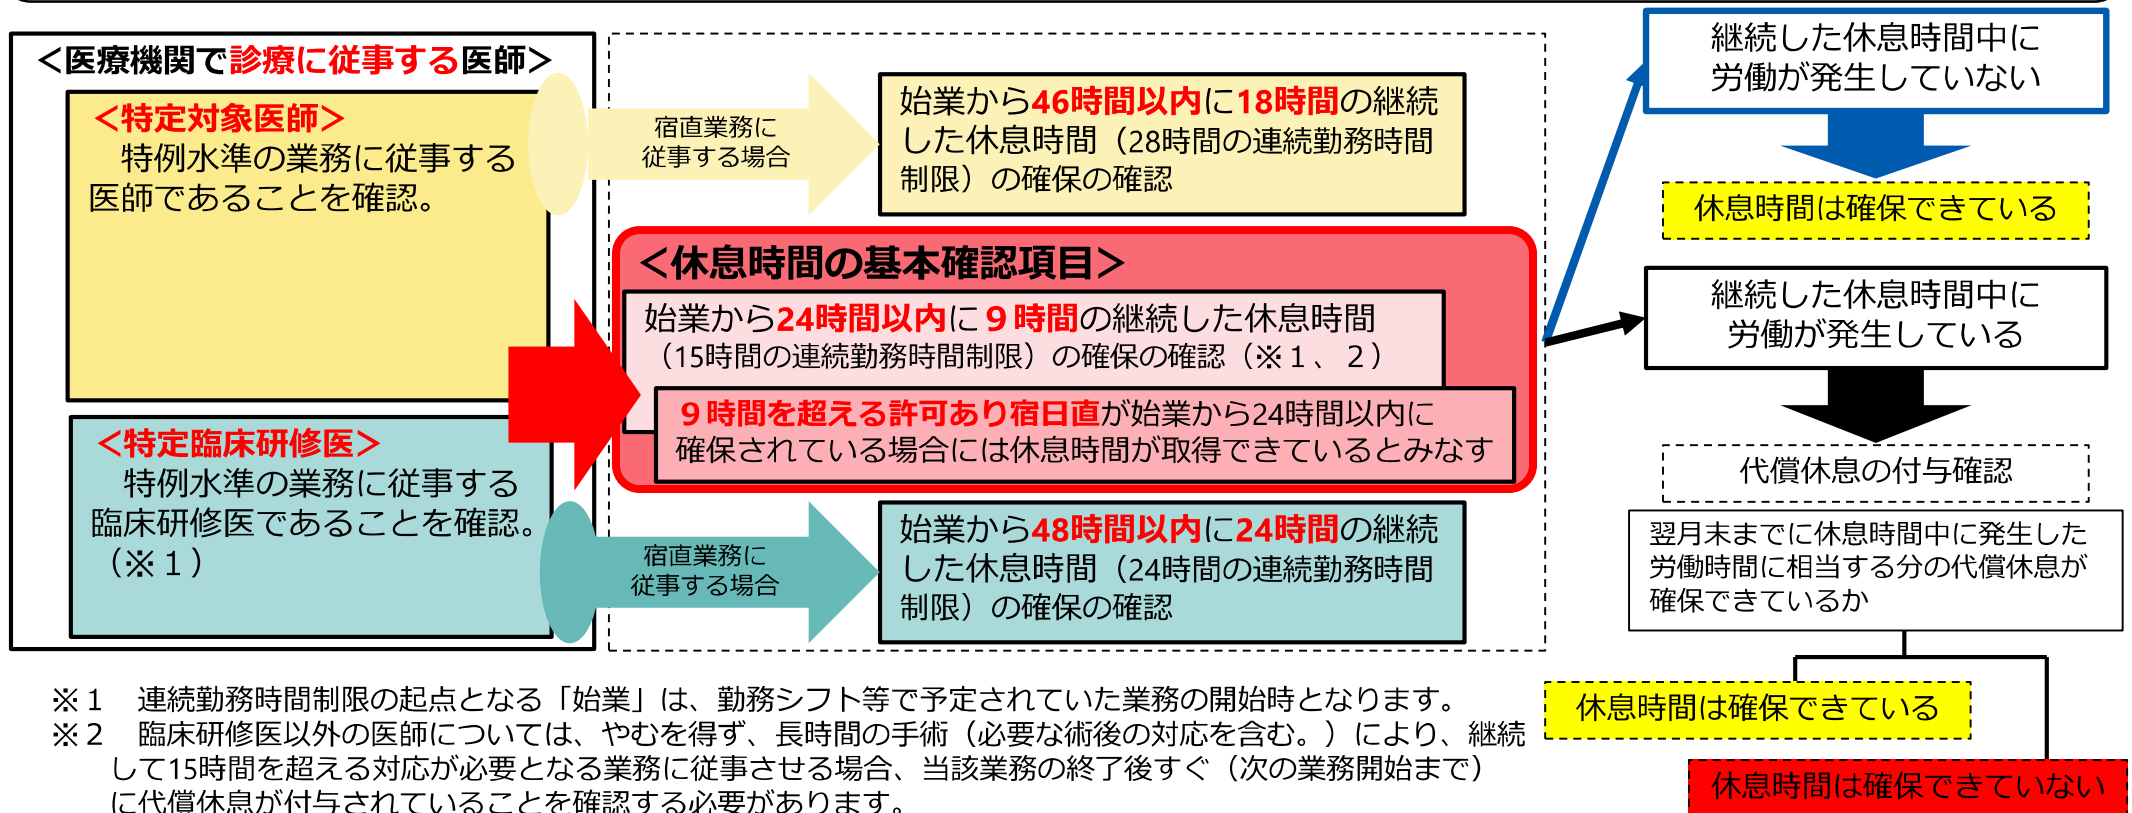 ＜医療機関で診療に従事する医師＞
＜特定対象医師＞
特例水準の業務に従事する
医師であることを確認。
＜特定臨床研修医＞
特例水準の業務に従事する
臨床研修医であることを確認。
（※１）
宿直業務に
従事する場合
始業から46時間以内に18時間の継続
した休息時間（28時間の連続勤務時間
制限）の確保の確認
＜休息時間の基本確認項目＞
始業から24時間以内に９時間の継続した休息時間
（15時間の連続勤務時間制限）の確保の確認（※１、２）
９時間を超える許可あり宿日直が始業から24時間以内に
確保されている場合には休息時間が取得できているとみなす
宿直業務に
従事する場合
始業から48時間以内に24時間の継続
した休息時間（24時間の連続勤務時間
制限）の確保の確認
継続した休息時間中に
労働が発生していない
休息時間は確保できている
継続した休息時間中に
労働が発生している
代償休息の付与確認
翌月末までに休息時間中に発生した
労働時間に相当する分の代償休息が
確保できているか
休息時間は確保できている
休息時間は確保できていない
※１　連続勤務時間制限の起点となる「始業」は、勤務シフト等で予定されていた業務の開始時となります。
※２　臨床研修医以外の医師については、やむを得ず、長時間の手術（必要な術後の対応を含む。）により、継続
して15時間を超える対応が必要となる業務に従事させる場合、当該業務の終了後すぐ（次の業務開始まで）
に代償休息が付与されていることを確認する必要があります。